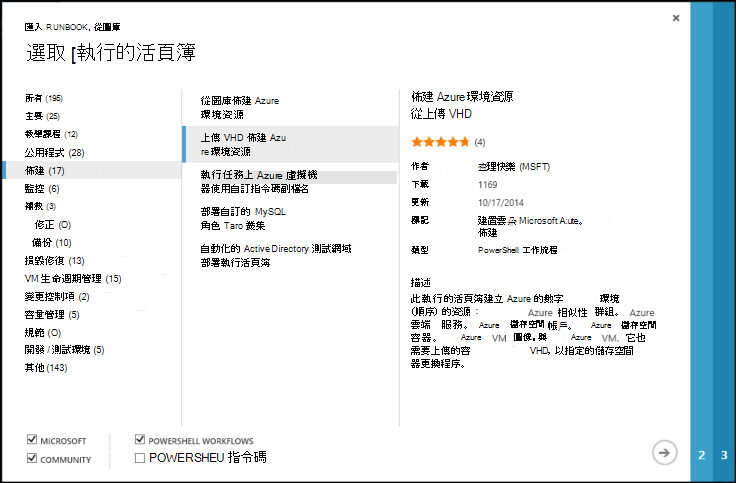 匯入 RUNBOOK, 從圖庫
選取 [執行的活頁簿
所有 (195)
主要 (25)
教學課程 (12)
公用程式 (28)
佈建 (17)
監控 (6)
補救 (3)
修正 (O)
備份 (10)
損毀修復 (13)
VM 生命週期管理 (15)
變更控制項 (2)
容量管理 (5)
規範 (O)
開發 / 測試環境 (5)
其他 (143)
從圖庫佈建 Azure
環境資源
上傳 VHD 佈建 Azu
re 環境資源
執行任務上 Azure 虛擬機
器使用自訂指令碼副檔名
部署自訂的 MySQL
角色 Taro 叢集
自動化的 Active Directory 測試網域
部署執行活頁簿
佈建 Azure 環境資源
從上傳 VHD
(4)
作者 查理快樂 (MSFT)
下載 1169
更新 10/17/2014
標記 建置雲朵 Microsoft A:ute。
佈建
類型 PowerShell 工作流程
描述
此執行的活頁簿建立 Azure 的數字 環境
(順序) 的資源： Azure 相似性 群組。 Azure
雲端 服務。 Azure 儲存空間 帳戶。 Azure 儲存空間
容器。 Azure VM 圖像。與 Azure VM. 它也
需要上傳的容 VHD, 以指定的儲存空間
器更換程序。
MICROSOFT
COMMUNITY
POWERSHELL WORKFLOWS
POWERSHEU 指令碼
2 3